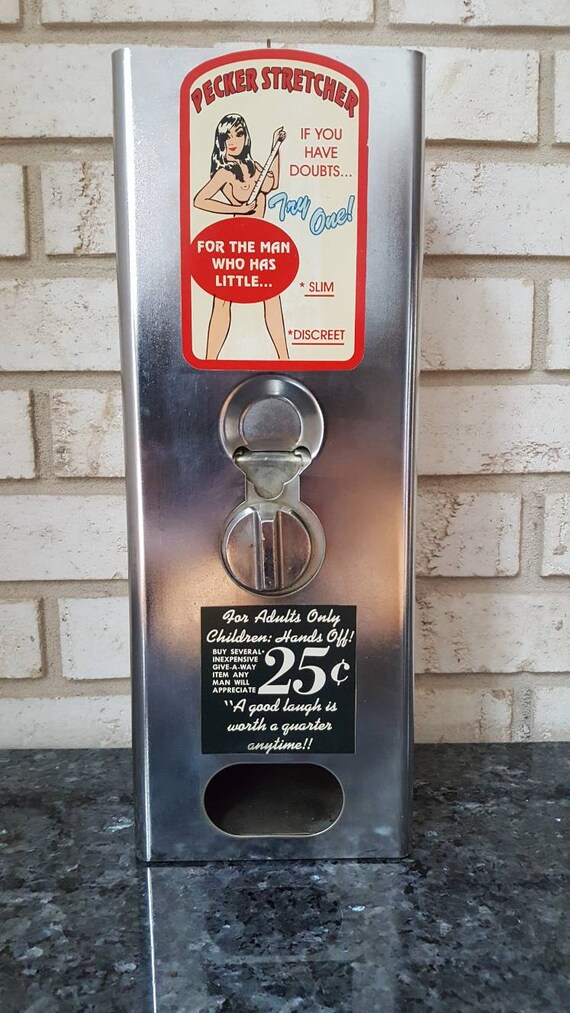 PECKER STRETCHER
IF YOU
HAVE
DOUBTS...
Try
One!
FOR THE MAN
WHO HAS
LITTLE...
* SLIM
*DISCREET
For Adults Only
Children: Hands Off!
BUY SEVERAL-
INEXPENSIVE
GIVE-A-WAY
ITEM ANY
MAN WILL
APPRECIATE
25¢
"A good laugh is
worth a quarter
anytime!!